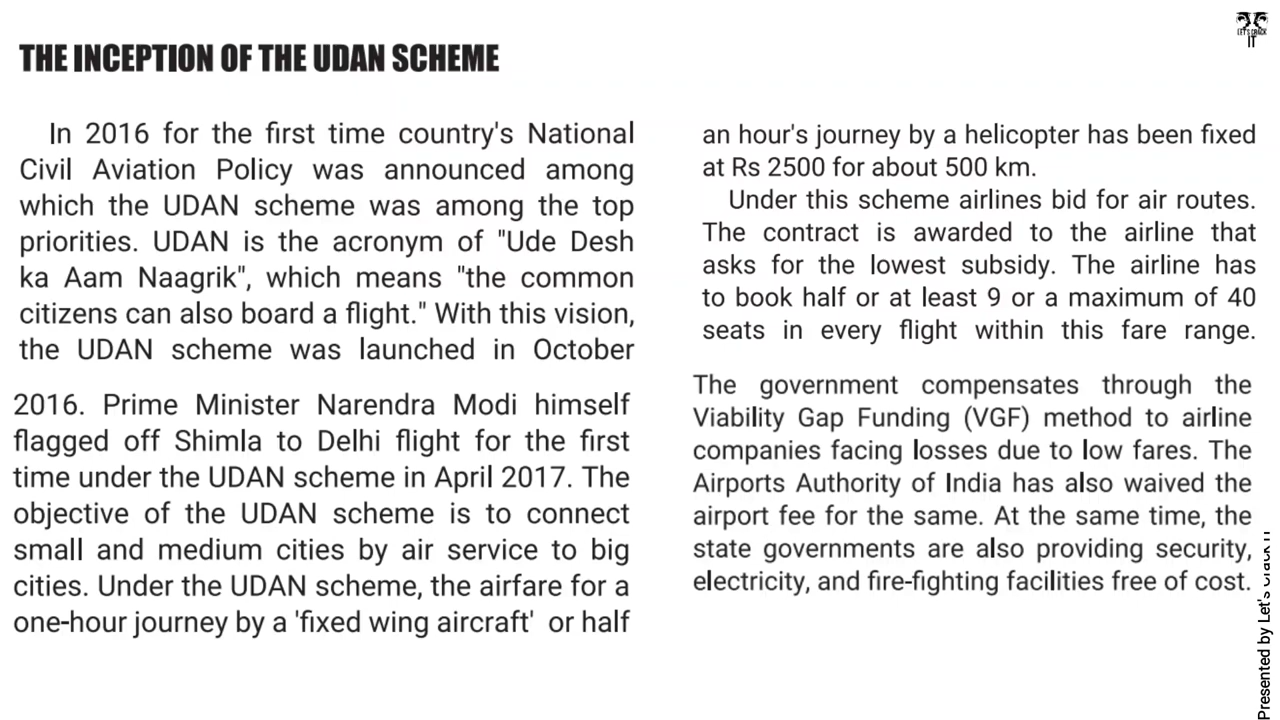 THE INCEPTION OF THE UDAN SCHEME
In 2016 for the first time country's National
Civil Aviation Policy was announced among
which the UDAN scheme was among the top
priorities. UDAN is the acronym of "Ude Desh
ka Aam Naagrik", which means "the common
citizens can also board a flight." With this vision,
the UDAN scheme was launched in October
2016. Prime Minister Narendra Modi himself
flagged off Shimla to Delhi flight for the first
time under the UDAN scheme in April 2017. The
objective of the UDAN scheme is to connect
small and medium cities by air service to big
cities. Under the UDAN scheme, the airfare for a
one-hour journey by a 'fixed wing aircraft' or half
an hour's journey by a helicopter has been fixed
at Rs 2500 for about 500 km.
Under this scheme airlines bid for air routes.
The contract is awarded to the airline that
asks for the lowest subsidy. The airline has
to book half or at least 9 or a maximum of 40
seats in every flight within this fare range.
The government compensates through the
Viability Gap Funding (VGF) method to airline
companies facing losses due to low fares. The
Airports Authority of India has also waived the
airport fee for the same. At the same time, the
state governments are also providing security,
electricity, and fire-fighting facilities free of cost.
LET'S CRACK
IT
Presented by Let's Crack It